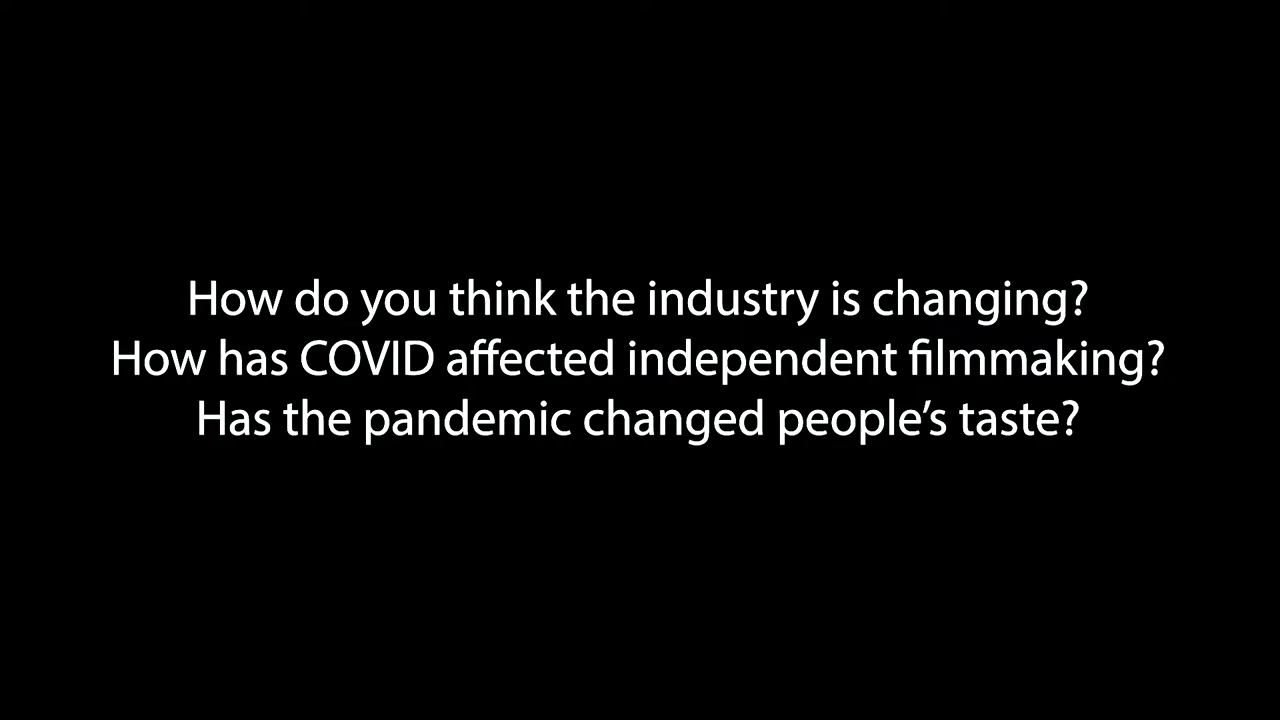 How do you think the industry is changing?
How has COVID affected independent filmmaking?
Has the pandemic changed people’s taste?